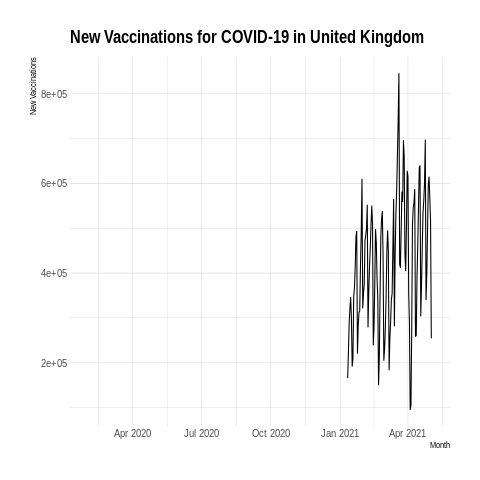 New Vaccinations for COVID-19 in United Kingdom
New Vaccinations
8e+05
6e+05
4e+05
2e+05
Apr 2020 Jul 2020 Oct 2020 Jan 2021 Apr 2021
Month